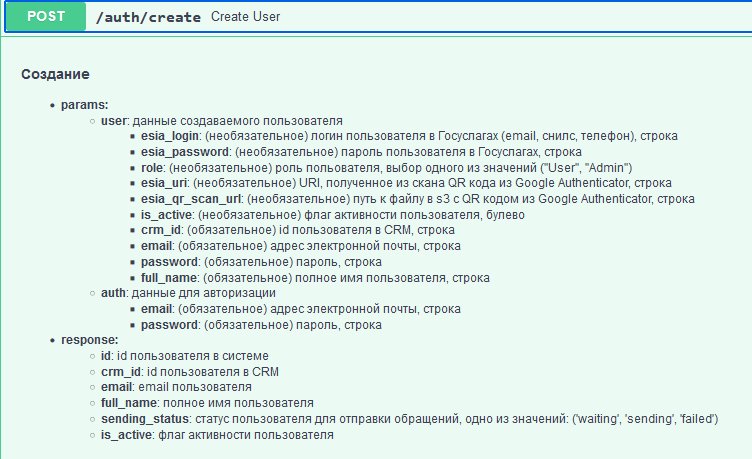 POST /auth/create Create User
Создание
params:
user: данные создаваемого пользователя
esia_login: (необязательное) логин пользователя в Госуслагах (email, снилс, телефон), строка
esia_password: (необязательное) пароль пользователя в Госуслагах, строка
role: (необязательное) роль пользователя, выбор одного из значений ("User", "Admin")
esia_uri: (необязательное) URI, полученное из скана QR кода из Google Authenticator, строка
esia_qr_scan_url: (необязательное) путь к файлу в s3 с QR кодом из Google Authenticator, строка
is_active: (необязательное) флаг активности пользователя, булево
crm_id: (обязательное) id пользователя в CRM, строка
email: (обязательное) адрес электронной почты, строка
password: (обязательное) пароль, строка
full_name: (обязательное) полное имя пользователя, строка
auth: данные для авторизации
email: (обязательное) адрес электронной почты, строка
password: (обязательное) пароль, строка
response:
id: id пользователя в системе
crm_id: id пользователя в CRM
email: email пользователя
full_name: полное имя пользователя
sending_status: статус пользователя для отправки обращений, одно из значений: ('waiting', 'sending', 'failed')
is_active: флаг активности пользователя